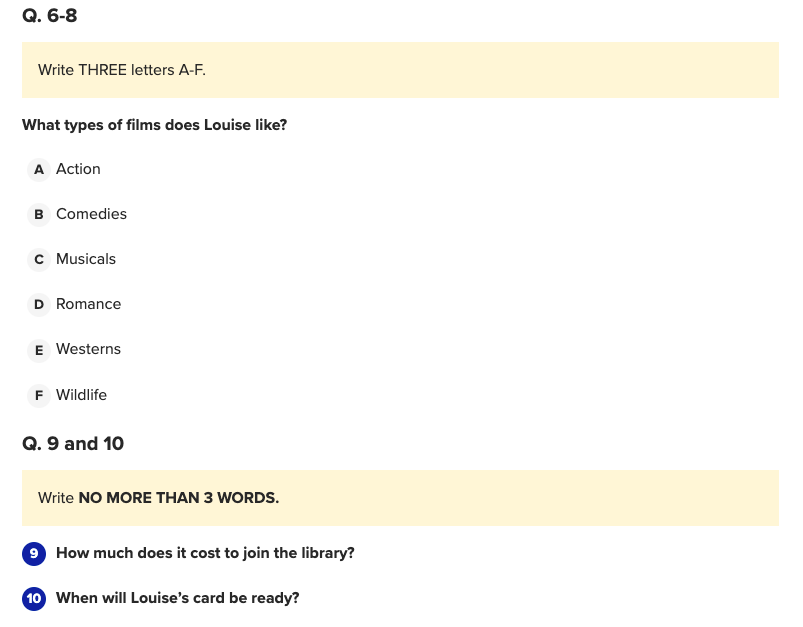 Q. 6-8
Write THREE letters A-F.
What types of films does Louise like?
A Action
B Comedies
C Musicals
D Romance
E Westerns
F Wildlife
Q. 9 and 10
Write NO MORE THAN 3 WORDS.
9 How much does it cost to join the library?
10 When will Louise’s card be ready?